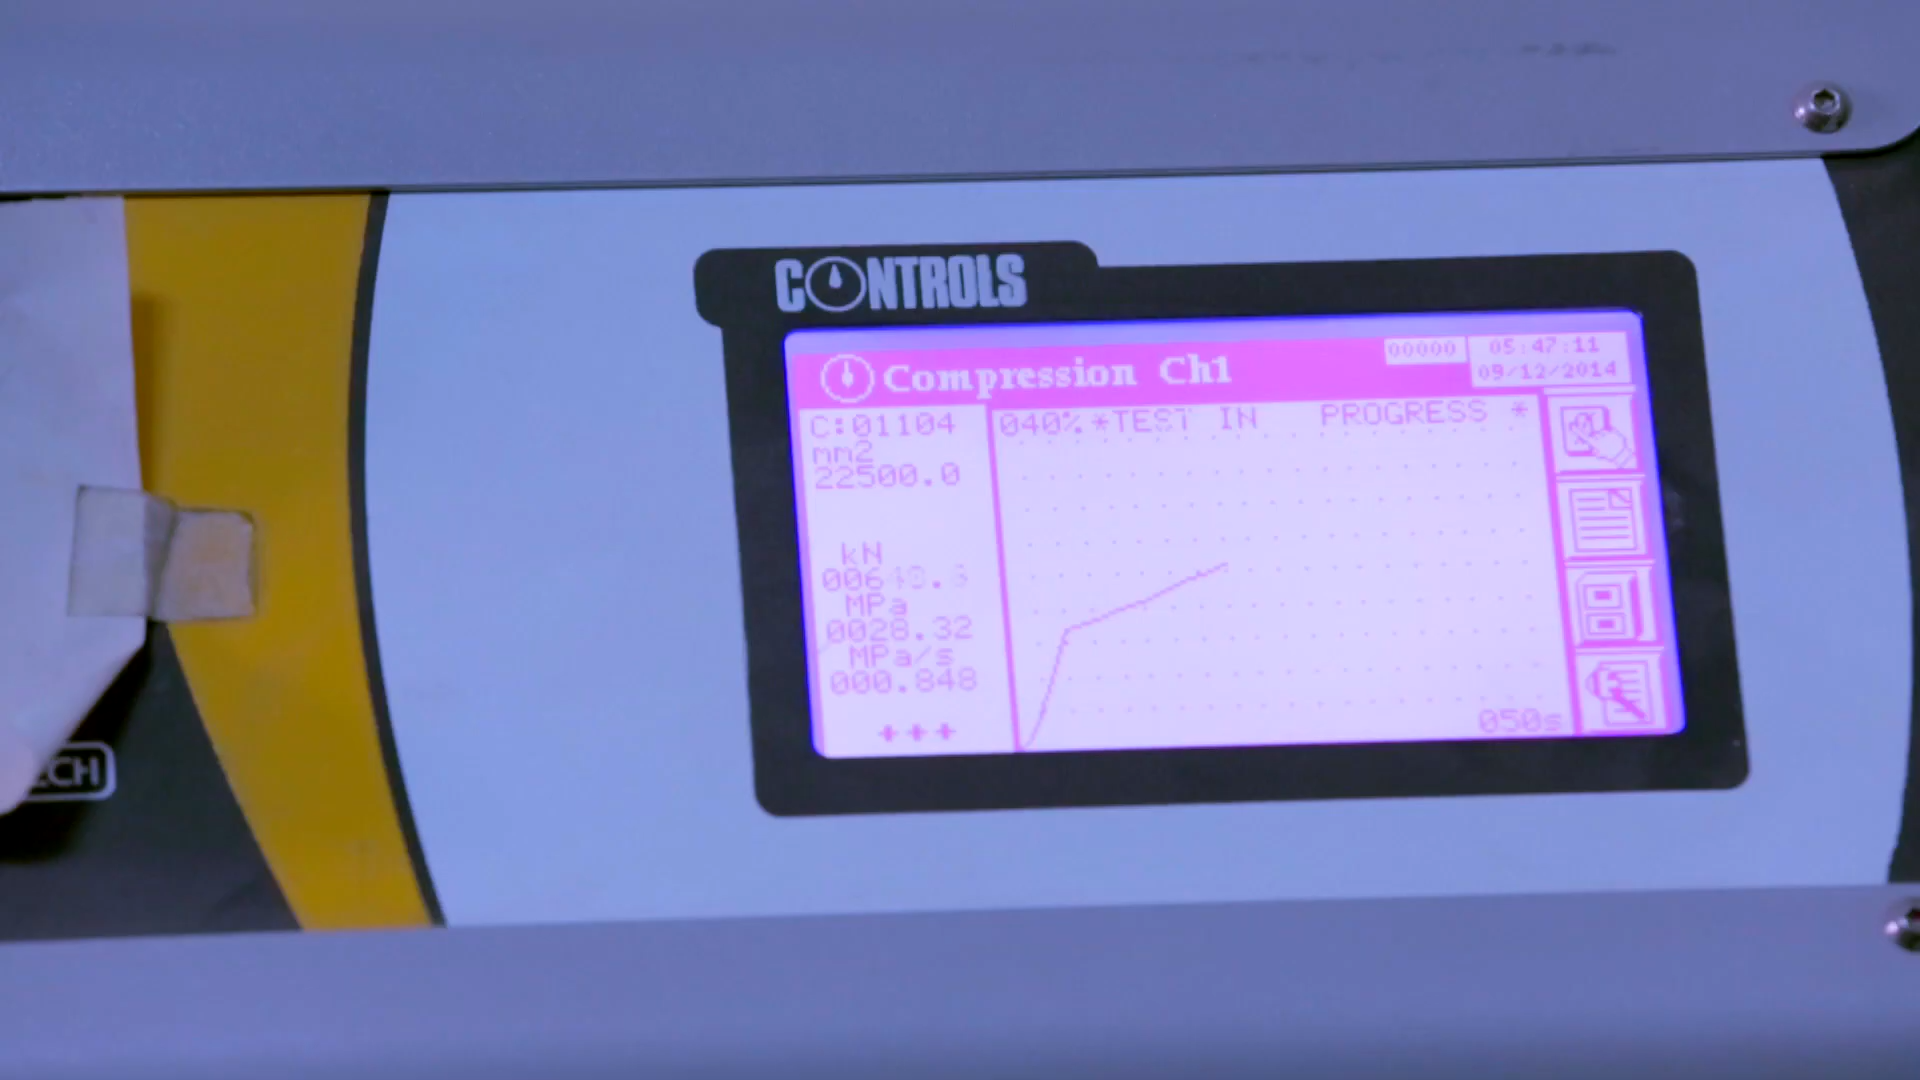 CONTROLS
Compression Ch1
00000
05:47:11
09/12/2014
C:01104
mm2
22500.0
040% *TEST IN PROGRESS *
kN
MPa
0028.32
MPa/s
000.848
+++
050s